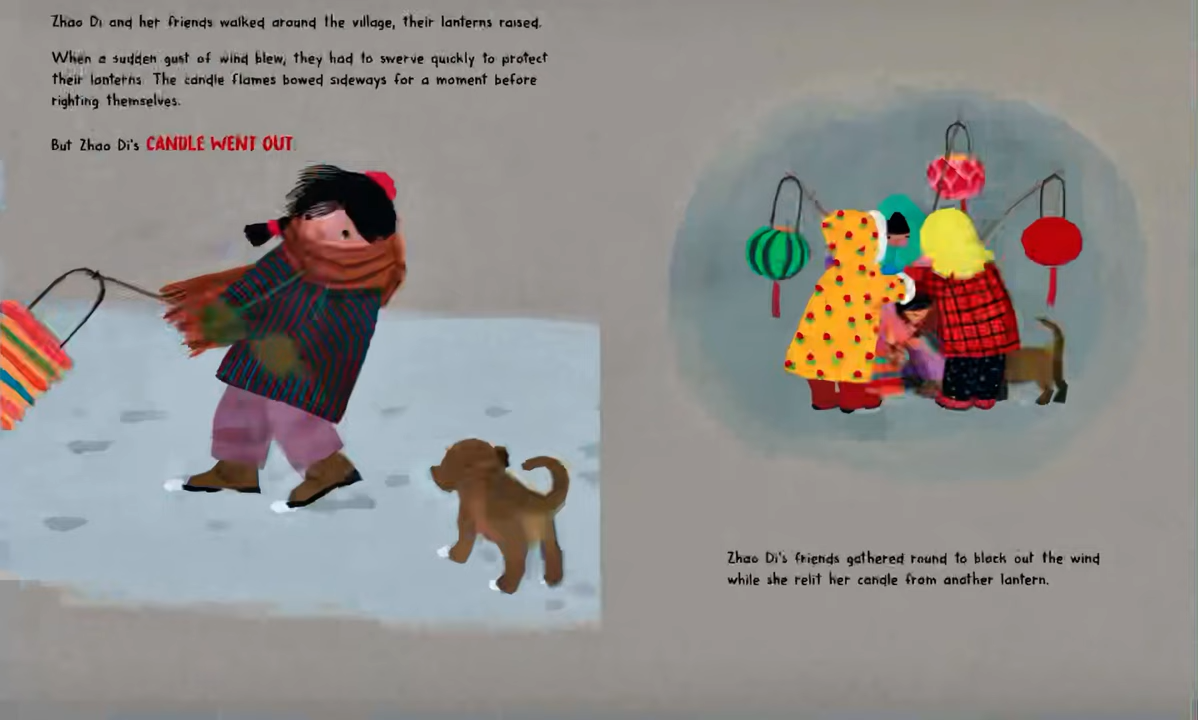 Zhao Di and her friends walked around the village, their lanterns raised.
When a sudden gust of wind blew, they had to swerve quickly to protect
their lanterns. The candle flames bowed sideways for a moment before
righting themselves.
But Zhao Di's CANDLE WENT OUT.
Zhao Di's friends gathered round to block out the wind
while she relit her candle from another lantern.